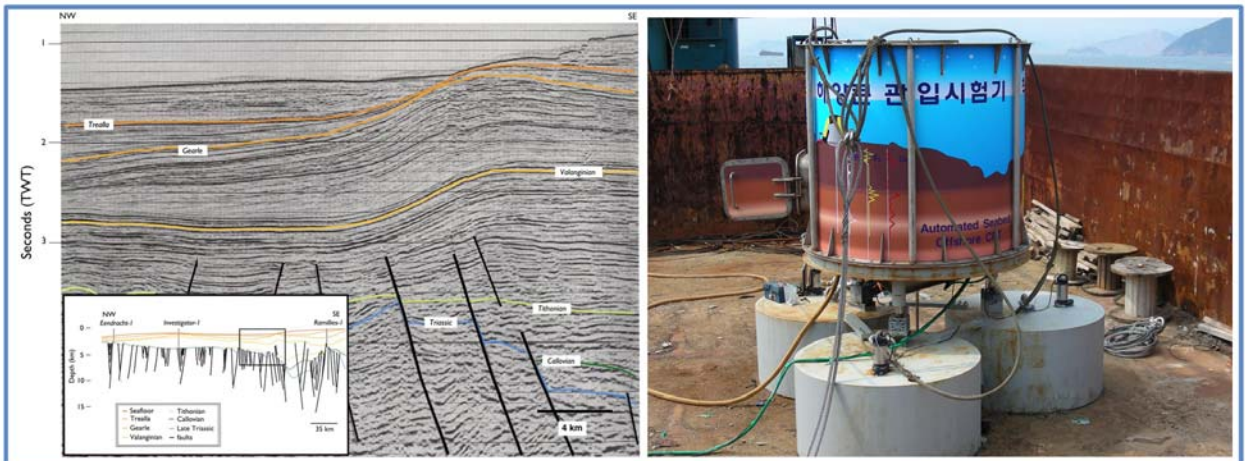 NW
SE
1
2
3
Seconds (TWT)
Trealla
Gearle
Valanginian
Tithonian
Triassic
Callovian
4 km
NW
SE
Eendracht-1
Investigator-1
Ramilles-1
0
5
10
15
Depth (km)
Seafloor
Trealla
Gearle
Valanginian
Tithonian
Callovian
Late Triassic
faults
35 km
관입시험기
Automated Seabed
Offshore